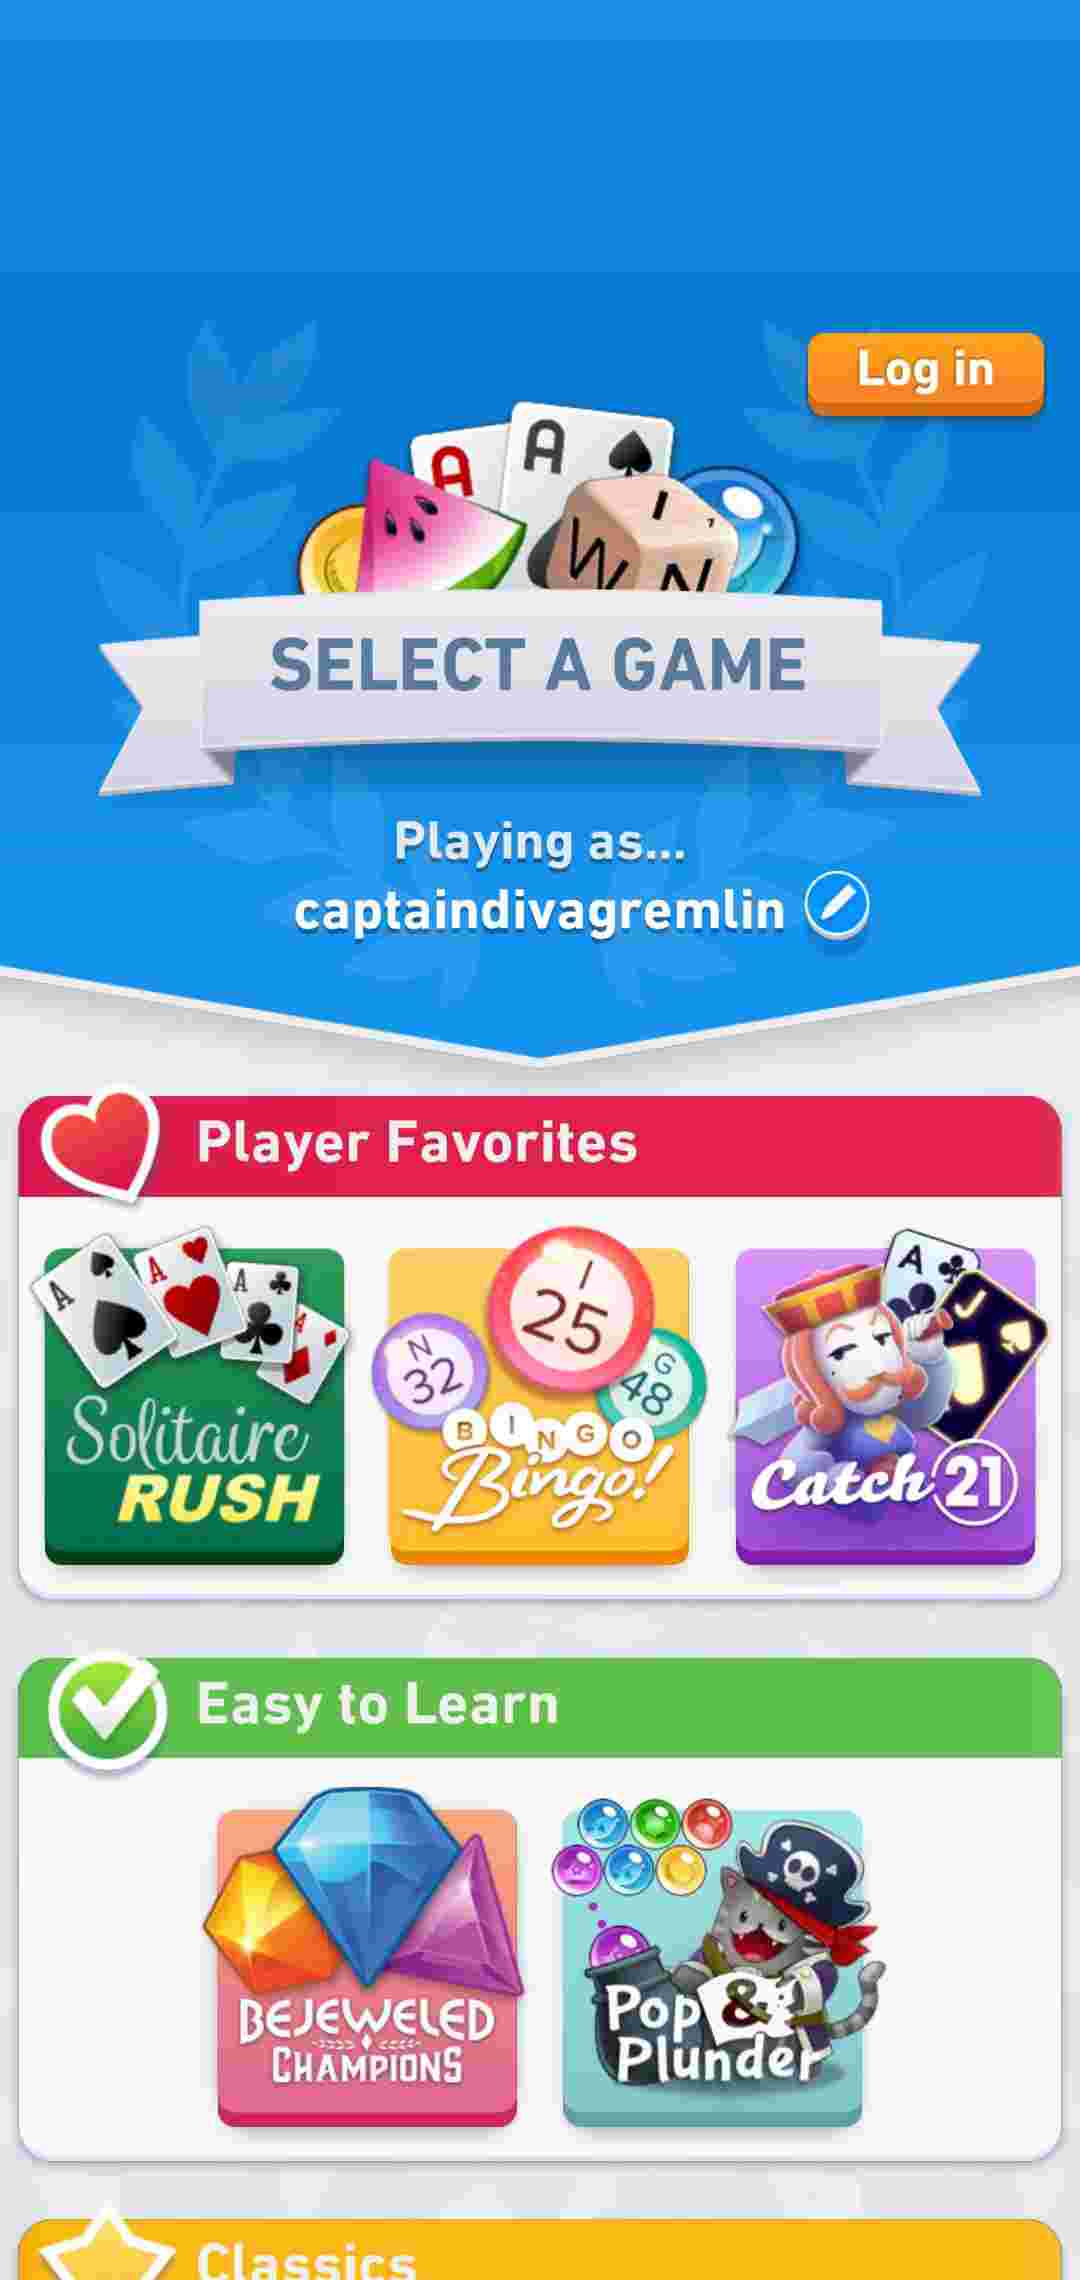 Log in
A A
I
W N
SELECT A GAME
Playing as...
captaindivagremlin
Player Favorites
A A A A
Solitaire
RUSH
I
25
N
32
G
48
BINGO
Bingo!
A J
Catch 21
Easy to Learn
BEJEWELED
CHAMPIONS
Pop &
Plunder
Classics